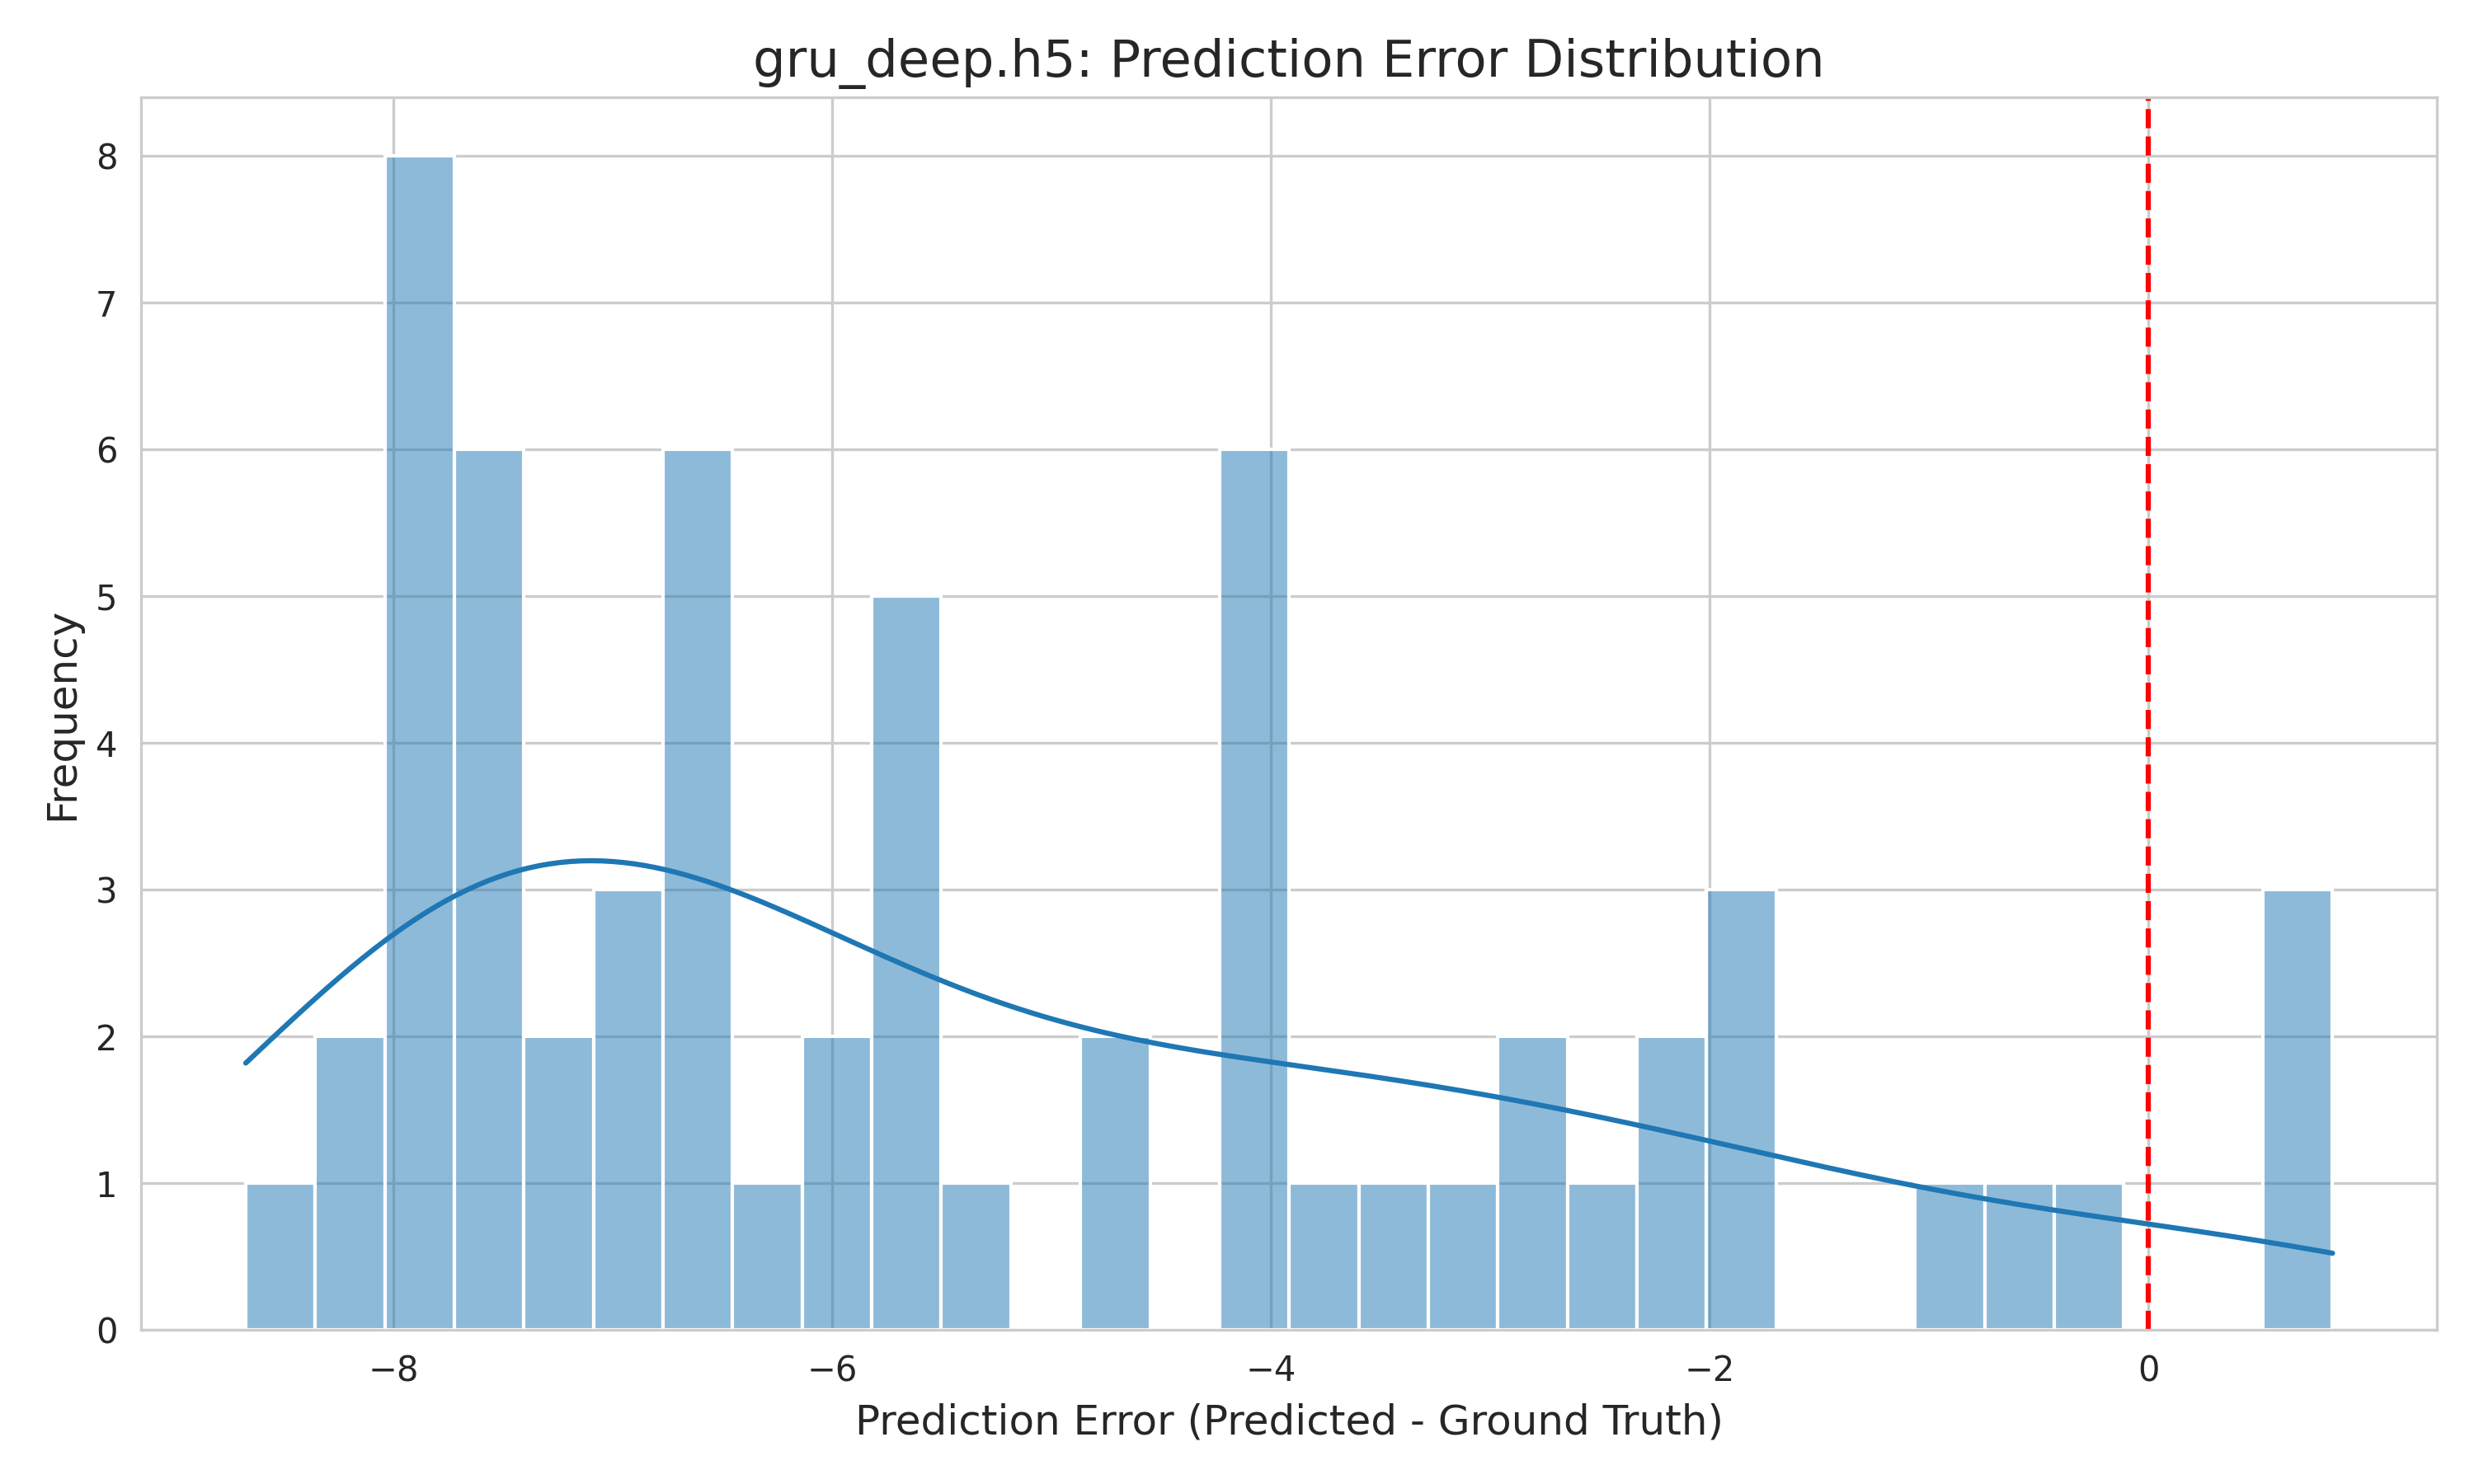 gru_deep.h5: Prediction Error Distribution
Frequency
8
7
6
5
4
3
2
1
0
−8 −6 −4 −2 0
Prediction Error (Predicted - Ground Truth)